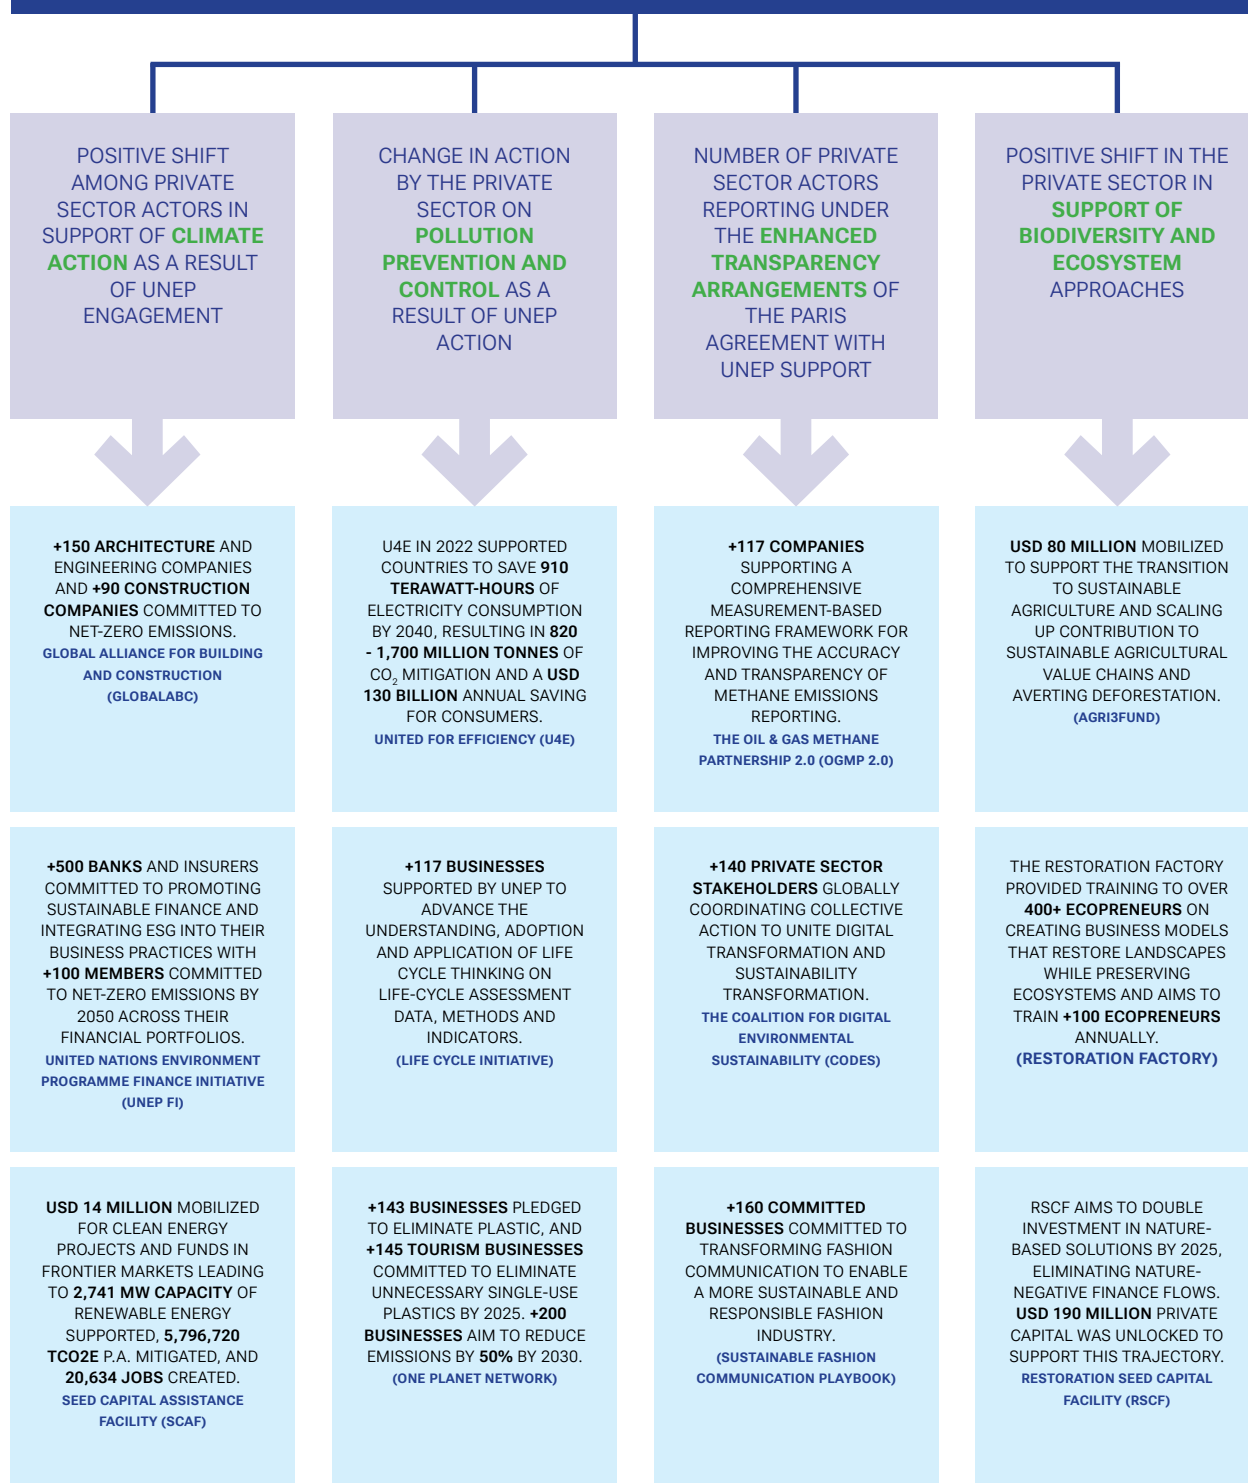 POSITIVE SHIFT
AMONG PRIVATE
SECTOR ACTORS IN
SUPPORT OF CLIMATE
ACTION AS A RESULT
OF UNEP
ENGAGEMENT
CHANGE IN ACTION
BY THE PRIVATE
SECTOR ON
POLLUTION
PREVENTION AND
CONTROL AS A
RESULT OF UNEP
ACTION
NUMBER OF PRIVATE
SECTOR ACTORS
REPORTING UNDER
THE ENHANCED
TRANSPARENCY
ARRANGEMENTS OF
THE PARIS
AGREEMENT WITH
UNEP SUPPORT
POSITIVE SHIFT IN THE
PRIVATE SECTOR IN
SUPPORT OF
BIODIVERSITY AND
ECOSYSTEM
APPROACHES
+150 ARCHITECTURE AND
ENGINEERING COMPANIES
AND +90 CONSTRUCTION
COMPANIES COMMITTED TO
NET-ZERO EMISSIONS.
GLOBAL ALLIANCE FOR BUILDING
AND CONSTRUCTION
(GLOBALABC)
U4E IN 2022 SUPPORTED
COUNTRIES TO SAVE 910
TERAWATT-HOURS OF
ELECTRICITY CONSUMPTION
BY 2040, RESULTING IN 820
- 1,700 MILLION TONNES OF
CO2 MITIGATION AND A USD
130 BILLION ANNUAL SAVING
FOR CONSUMERS.
UNITED FOR EFFICIENCY (U4E)
+117 COMPANIES
SUPPORTING A
COMPREHENSIVE
MEASUREMENT-BASED
REPORTING FRAMEWORK FOR
IMPROVING THE ACCURACY
AND TRANSPARENCY OF
METHANE EMISSIONS
REPORTING.
THE OIL & GAS METHANE
PARTNERSHIP 2.0 (OGMP 2.0)
USD 80 MILLION MOBILIZED
TO SUPPORT THE TRANSITION
TO SUSTAINABLE
AGRICULTURE AND SCALING
UP CONTRIBUTION TO
SUSTAINABLE AGRICULTURAL
VALUE CHAINS AND
AVERTING DEFORESTATION.
(AGRI3FUND)
+500 BANKS AND INSURERS
COMMITTED TO PROMOTING
SUSTAINABLE FINANCE AND
INTEGRATING ESG INTO THEIR
BUSINESS PRACTICES WITH
+100 MEMBERS COMMITTED
TO NET-ZERO EMISSIONS BY
2050 ACROSS THEIR
FINANCIAL PORTFOLIOS.
UNITED NATIONS ENVIRONMENT
PROGRAMME FINANCE INITIATIVE
(UNEP FI)
+117 BUSINESSES
SUPPORTED BY UNEP TO
ADVANCE THE
UNDERSTANDING, ADOPTION
AND APPLICATION OF LIFE
CYCLE THINKING ON
LIFE-CYCLE ASSESSMENT
DATA, METHODS AND
INDICATORS.
(LIFE CYCLE INITIATIVE)
+140 PRIVATE SECTOR
STAKEHOLDERS GLOBALLY
COORDINATING COLLECTIVE
ACTION TO UNITE DIGITAL
TRANSFORMATION AND
SUSTAINABILITY
TRANSFORMATION.
THE COALITION FOR DIGITAL
ENVIRONMENTAL
SUSTAINABILITY (CODES)
THE RESTORATION FACTORY
PROVIDED TRAINING TO OVER
400+ ECOPRENEURS ON
CREATING BUSINESS MODELS
THAT RESTORE LANDSCAPES
WHILE PRESERVING
ECOSYSTEMS AND AIMS TO
TRAIN +100 ECOPRENEURS
ANNUALLY.
(RESTORATION FACTORY)
USD 14 MILLION MOBILIZED
FOR CLEAN ENERGY
PROJECTS AND FUNDS IN
FRONTIER MARKETS LEADING
TO 2,741 MW CAPACITY OF
RENEWABLE ENERGY
SUPPORTED, 5,796,720
TCO2E P.A. MITIGATED, AND
20,634 JOBS CREATED.
SEED CAPITAL ASSISTANCE
FACILITY (SCAF)
+143 BUSINESSES PLEDGED
TO ELIMINATE PLASTIC, AND
+145 TOURISM BUSINESSES
COMMITTED TO ELIMINATE
UNNECESSARY SINGLE-USE
PLASTICS BY 2025. +200
BUSINESSES AIM TO REDUCE
EMISSIONS BY 50% BY 2030.
(ONE PLANET NETWORK)
+160 COMMITTED
BUSINESSES COMMITTED TO
TRANSFORMING FASHION
COMMUNICATION TO ENABLE
A MORE SUSTAINABLE AND
RESPONSIBLE FASHION
INDUSTRY.
(SUSTAINABLE FASHION
COMMUNICATION PLAYBOOK)
RSCF AIMS TO DOUBLE
INVESTMENT IN NATURE-
BASED SOLUTIONS BY 2025,
ELIMINATING NATURE-
NEGATIVE FINANCE FLOWS.
USD 190 MILLION PRIVATE
CAPITAL WAS UNLOCKED TO
SUPPORT THIS TRAJECTORY.
RESTORATION SEED CAPITAL
FACILITY (RSCF)